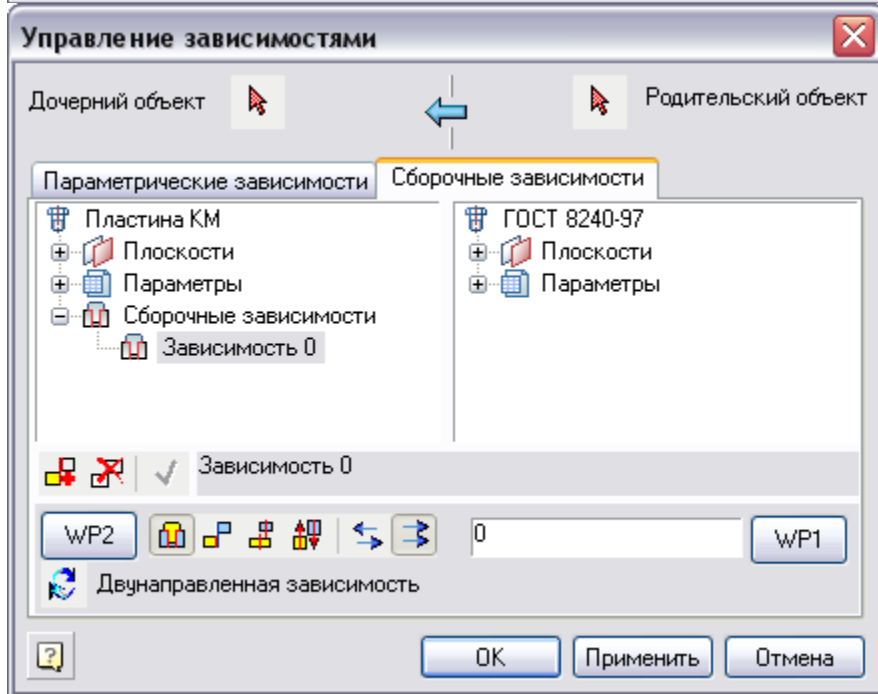 Управление зависимостями
Дочерний объект Родительский объект
Параметрические зависимости Сборочные зависимости
Пластина КМ ГОСТ 8240-97
Плоскости Плоскости
Параметры Параметры
Сборочные зависимости
Зависимость 0
Зависимость 0
WP2 0 WP1
Двунаправленная зависимость
OK Применить Отмена